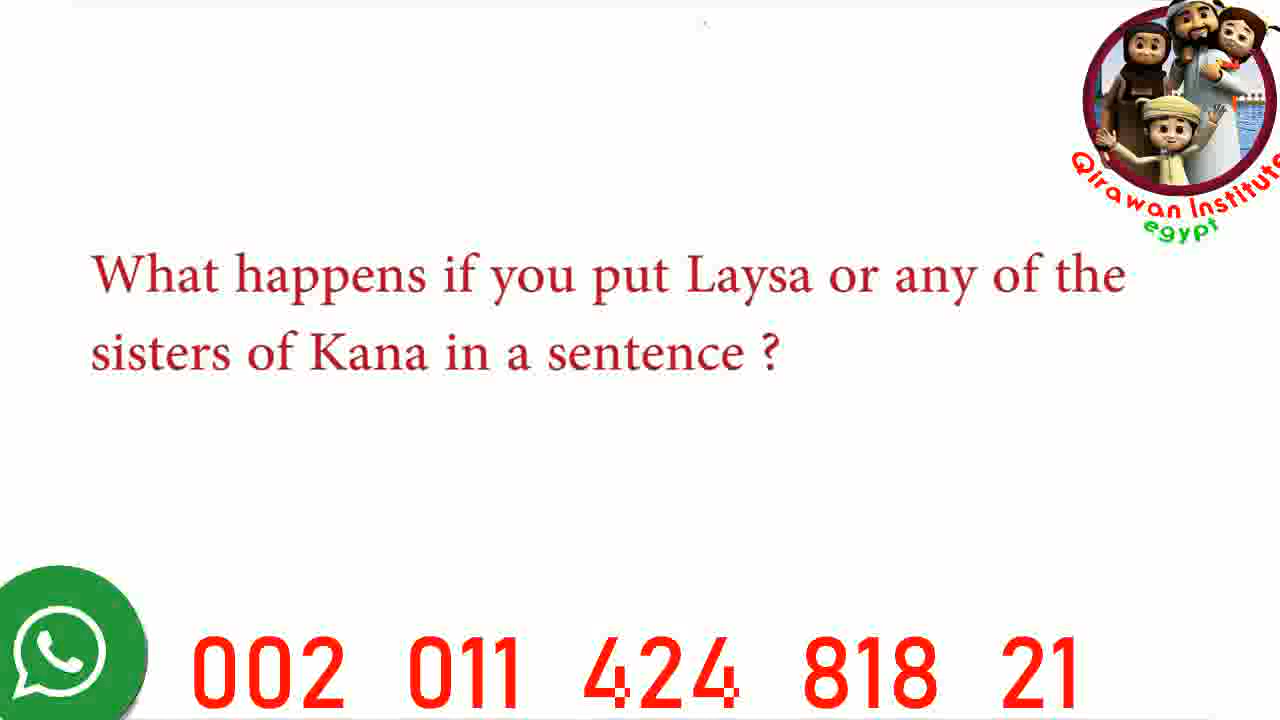 Qirawan Institute
egypt
What happens if you put Laysa or any of the
sisters of Kana in a sentence ?
002 011 424 818 21